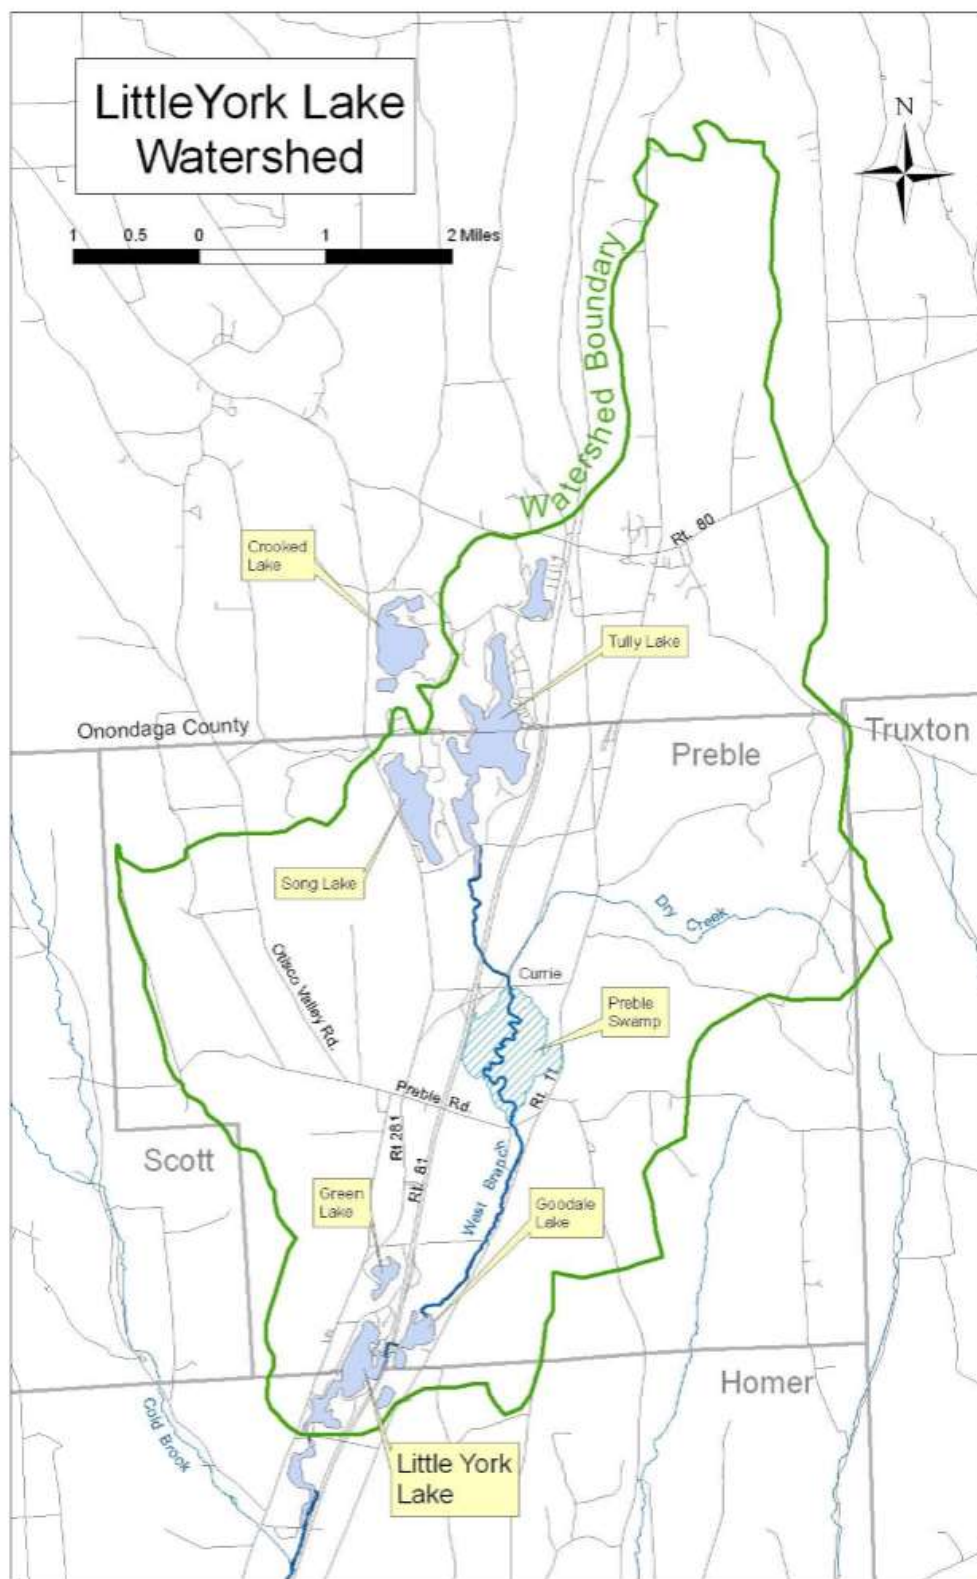 LittleYork Lake
Watershed
N
1 0.5 0 1 2 Miles
Watershed Boundary
Rt. 80
Crooked
Lake
Tully Lake
Onondaga County
Preble
Truxton
Song Lake
Dry Creek
Otisco Valley Rd.
Currie
Preble
Swamp
Preble Rd.
Rt. 11
Rt 281
Rt. 81
West Branch
Scott
Green
Lake
Goodale
Lake
Homer
Cold Brook
Little York
Lake